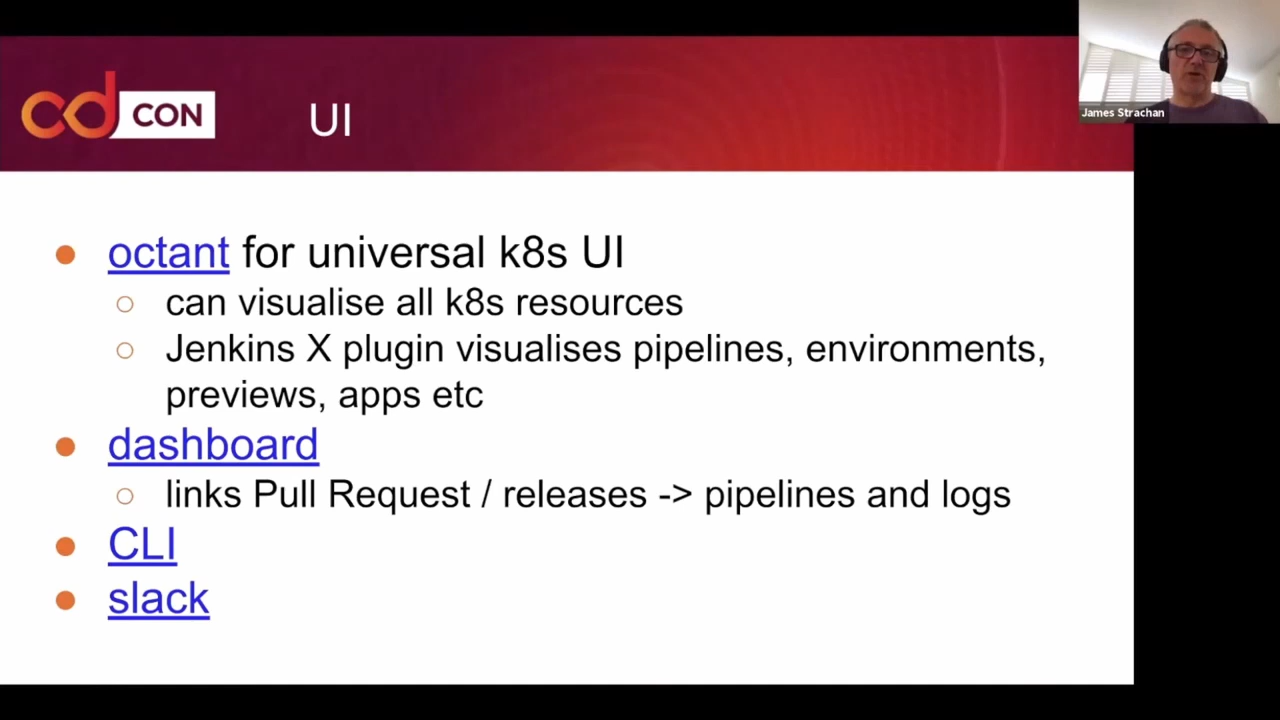 cd CON
UI
James Strachan
octant for universal k8s UI
can visualise all k8s resources
Jenkins X plugin visualises pipelines, environments,
previews, apps etc
dashboard
links Pull Request / releases -> pipelines and logs
CLI
slack